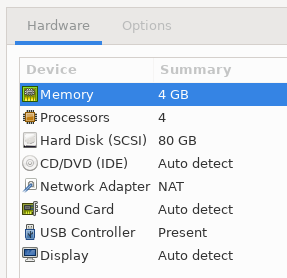 Hardware Options
Device Summary
Memory 4 GB
Processors 4
Hard Disk (SCSI) 80 GB
CD/DVD (IDE) Auto detect
Network Adapter NAT
Sound Card Auto detect
USB Controller Present
Display Auto detect